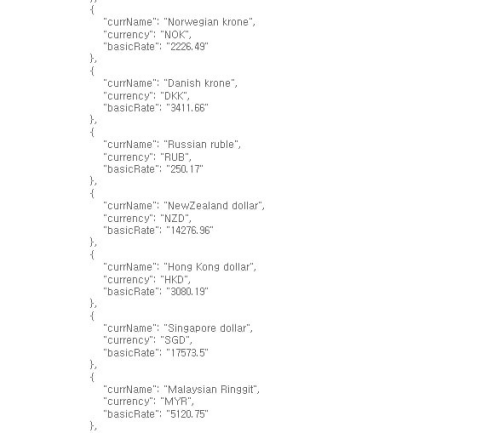 },
{
"currName": "Norwegian krone",
"currency": "NOK",
"basicRate": "2226.49"
},
{
"currName": "Danish krone",
"currency": "DKK",
"basicRate": "3411.66"
},
{
"currName": "Russian ruble",
"currency": "RUB",
"basicRate": "250.17"
},
{
"currName": "NewZealand dollar",
"currency": "NZD",
"basicRate": "14276.96"
},
{
"currName": "Hong Kong dollar",
"currency": "HKD",
"basicRate": "3080.19"
},
{
"currName": "Singapore dollar",
"currency": "SGD",
"basicRate": "17573.5"
},
{
"currName": "Malaysian Ringgit",
"currency": "MYR",
"basicRate": "5120.75"
},